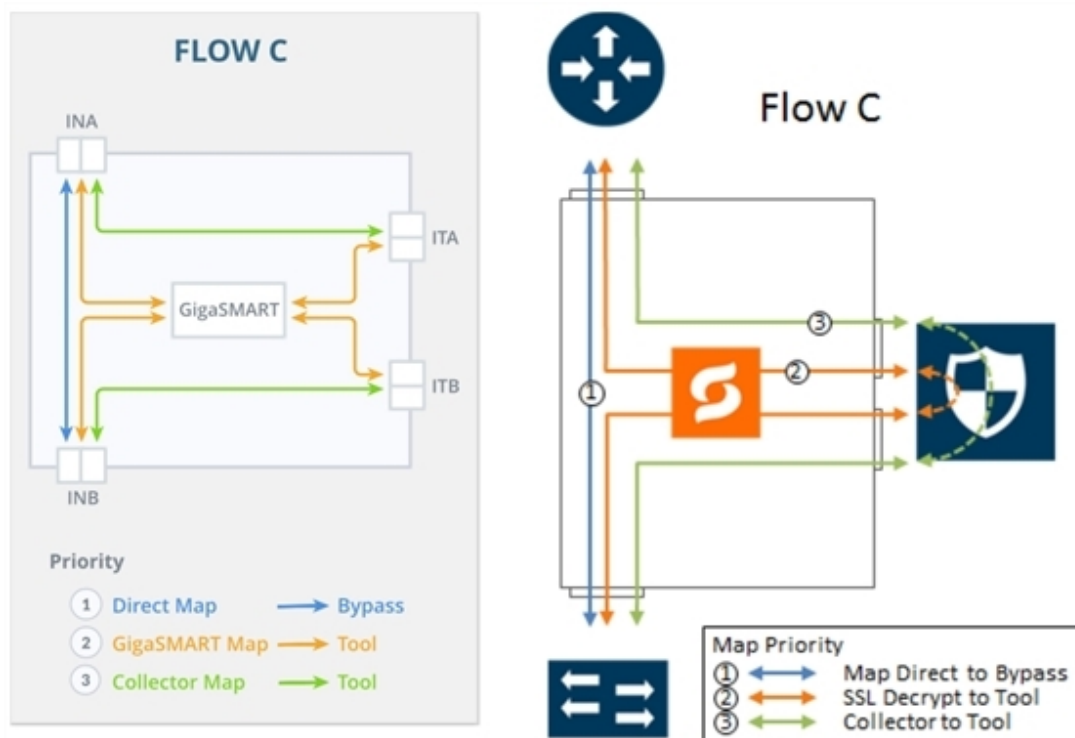 FLOW C
INA
ITA
GigaSMART
ITB
INB
Priority
1 Direct Map Bypass
2 GigaSMART Map Tool
3 Collector Map Tool
Flow C
3
2
1
Map Priority
1 Map Direct to Bypass
2 SSL Decrypt to Tool
3 Collector to Tool